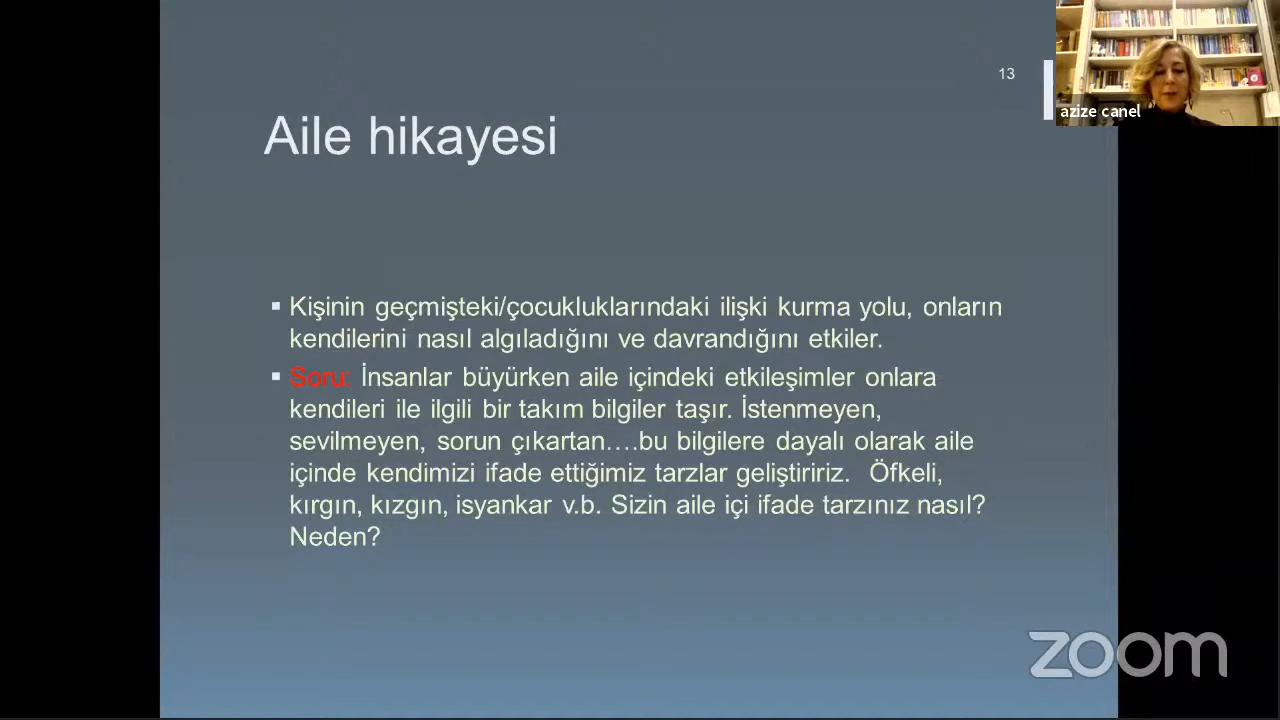 13
azize canel
Aile hikayesi
Kişinin geçmişteki/çocukluklarındaki ilişki kurma yolu, onların
kendilerini nasıl algıladığını ve davrandığını etkiler.
Soru: İnsanlar büyürken aile içindeki etkileşimler onlara
kendileri ile ilgili bir takım bilgiler taşır. İstenmeyen,
sevilmeyen, sorun çıkartan….bu bilgilere dayalı olarak aile
içinde kendimizi ifade ettiğimiz tarzlar geliştiririz. Öfkeli,
kırgın, kızgın, isyankar v.b. Sizin aile içi ifade tarzınız nasıl?
Neden?
zoom